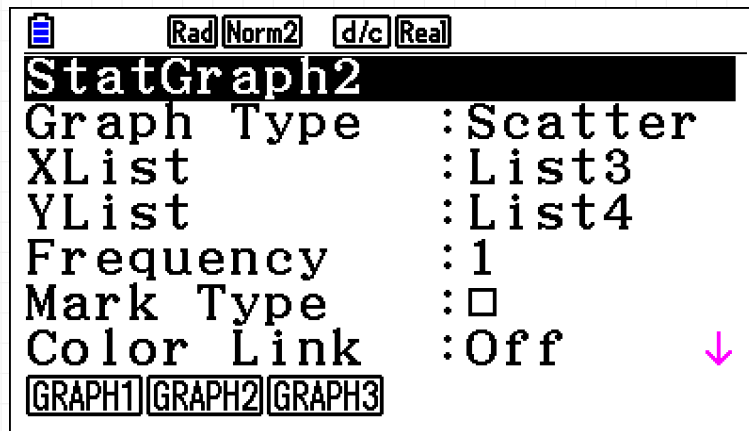 Rad Norm2 d/c Real
StatGraph2
Graph Type :Scatter
XList :List3
YList :List4
Frequency :1
Mark Type :□
Color Link :Off ↓
GRAPH1 GRAPH2 GRAPH3